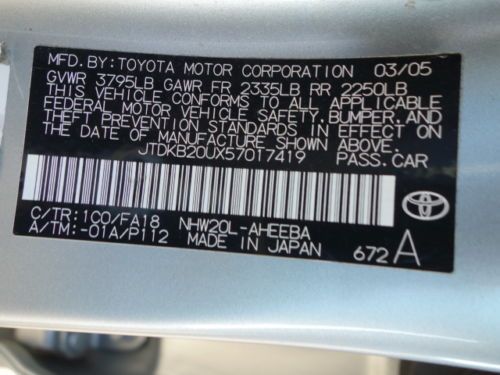 MFD. BY: TOYOTA MOTOR CORPORATION 03/05
GVWR 3795LB GAWR FR 2335LB RR 2250LB
THIS VEHICLE CONFORMS TO ALL APPLICABLE
FEDERAL MOTOR VEHICLE SAFETY, BUMPER, AND
THEFT PREVENTION STANDARDS IN EFFECT ON
THE DATE OF MANUFACTURE SHOWN ABOVE.
JTDKB20UX57017419 PASS. CAR
C/TR: 1C0/FA18 NHW20L-AHEEBA
A/TM: -01A/P112 MADE IN JAPAN 672 A